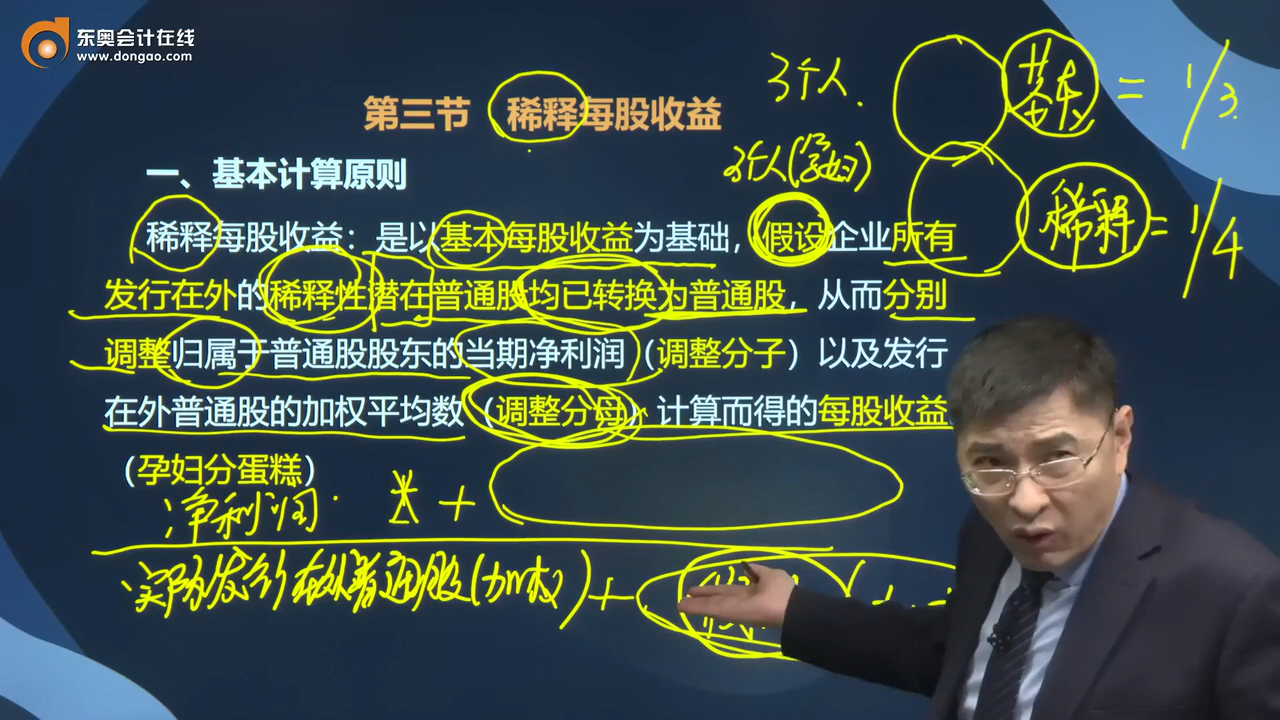 东奥会计在线
www.dongao.com
第三节 稀释每股收益
3个人.
基本 = 1/3.
一、基本计算原则
3个人(孕妇)
稀释 = 1/4
稀释每股收益：是以基本每股收益为基础，假设企业所有
发行在外的稀释性潜在普通股均已转换为普通股，从而分别
调整归属于普通股股东的当期净利润（调整分子）以及发行
在外普通股的加权平均数（调整分母）计算而得的每股收益
（孕妇分蛋糕）
净利润 +
实际发行在外普通股(加权) +